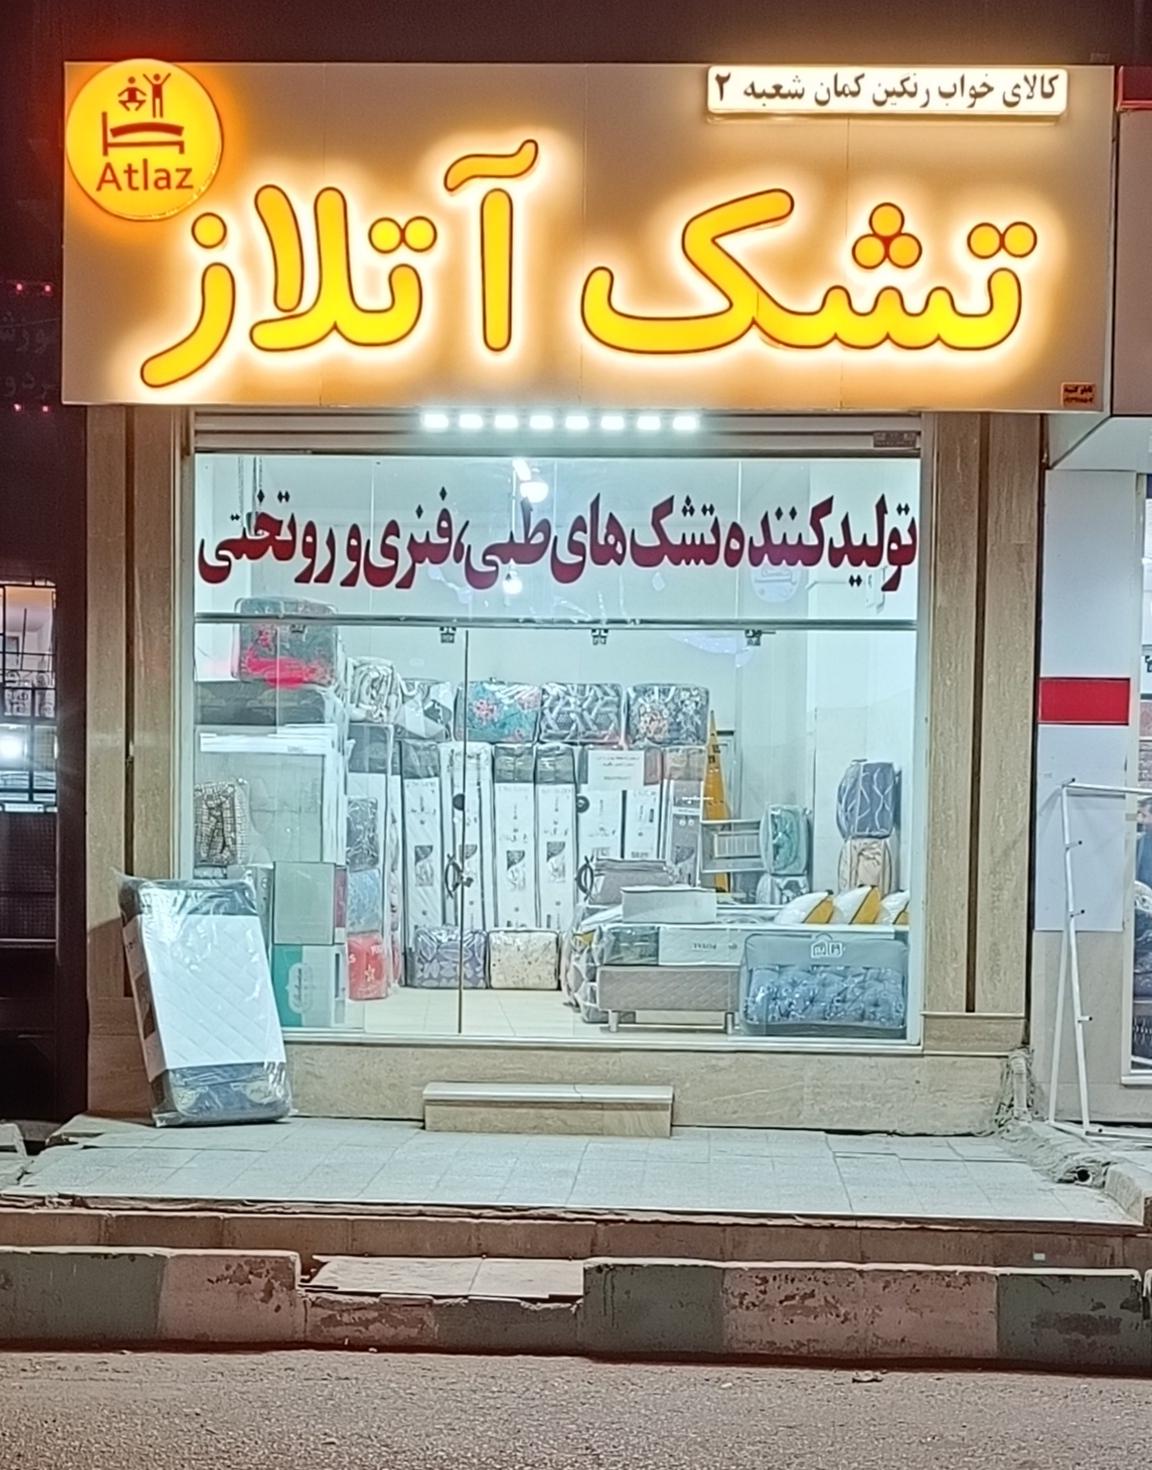 کالای خواب رنگین کمان شعبه ۲
Atlaz
تشک آتلاز
تولیدکننده تشک های طبی، فنری و روتختی